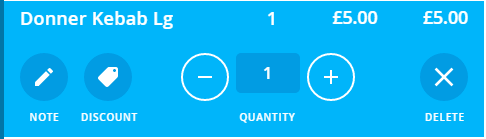 Donner Kebab Lg 1 £5.00 £5.00
1
NOTE DISCOUNT QUANTITY DELETE